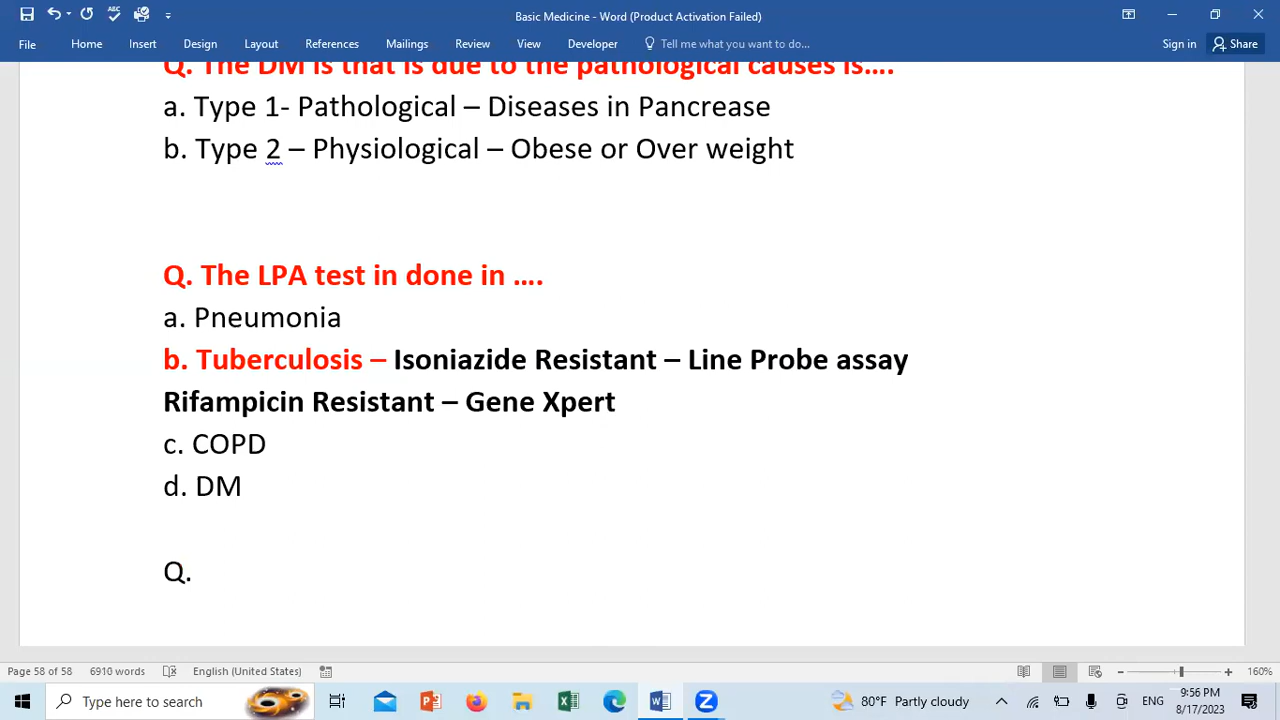 Basic Medicine - Word (Product Activation Failed)
File Home Insert Design Layout References Mailings Review View Developer Tell me what you want to do... Sign in Share
Q. The DM is that is due to the pathological causes is….
a. Type 1- Pathological – Diseases in Pancrease
b. Type 2 – Physiological – Obese or Over weight
Q. The LPA test in done in ….
a. Pneumonia
b. Tuberculosis – Isoniazide Resistant – Line Probe assay
Rifampicin Resistant – Gene Xpert
c. COPD
d. DM
Q.
Page 58 of 58 6910 words English (United States) 160%
Type here to search 80°F Partly cloudy ENG 9:56 PM
8/17/2023